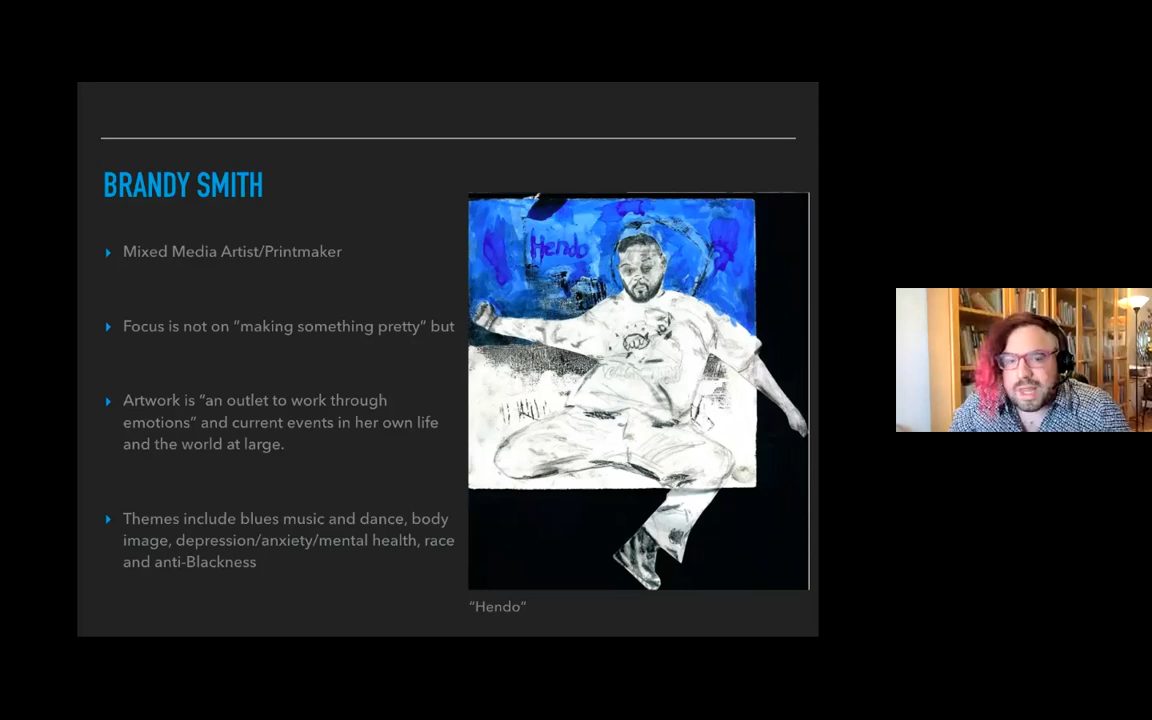 BRANDY SMITH
Mixed Media Artist/Printmaker
Focus is not on "making something pretty" but
Artwork is "an outlet to work through
emotions" and current events in her own life
and the world at large.
Themes include blues music and dance, body
image, depression/anxiety/mental health, race
and anti-Blackness
Hendo
"Hendo"